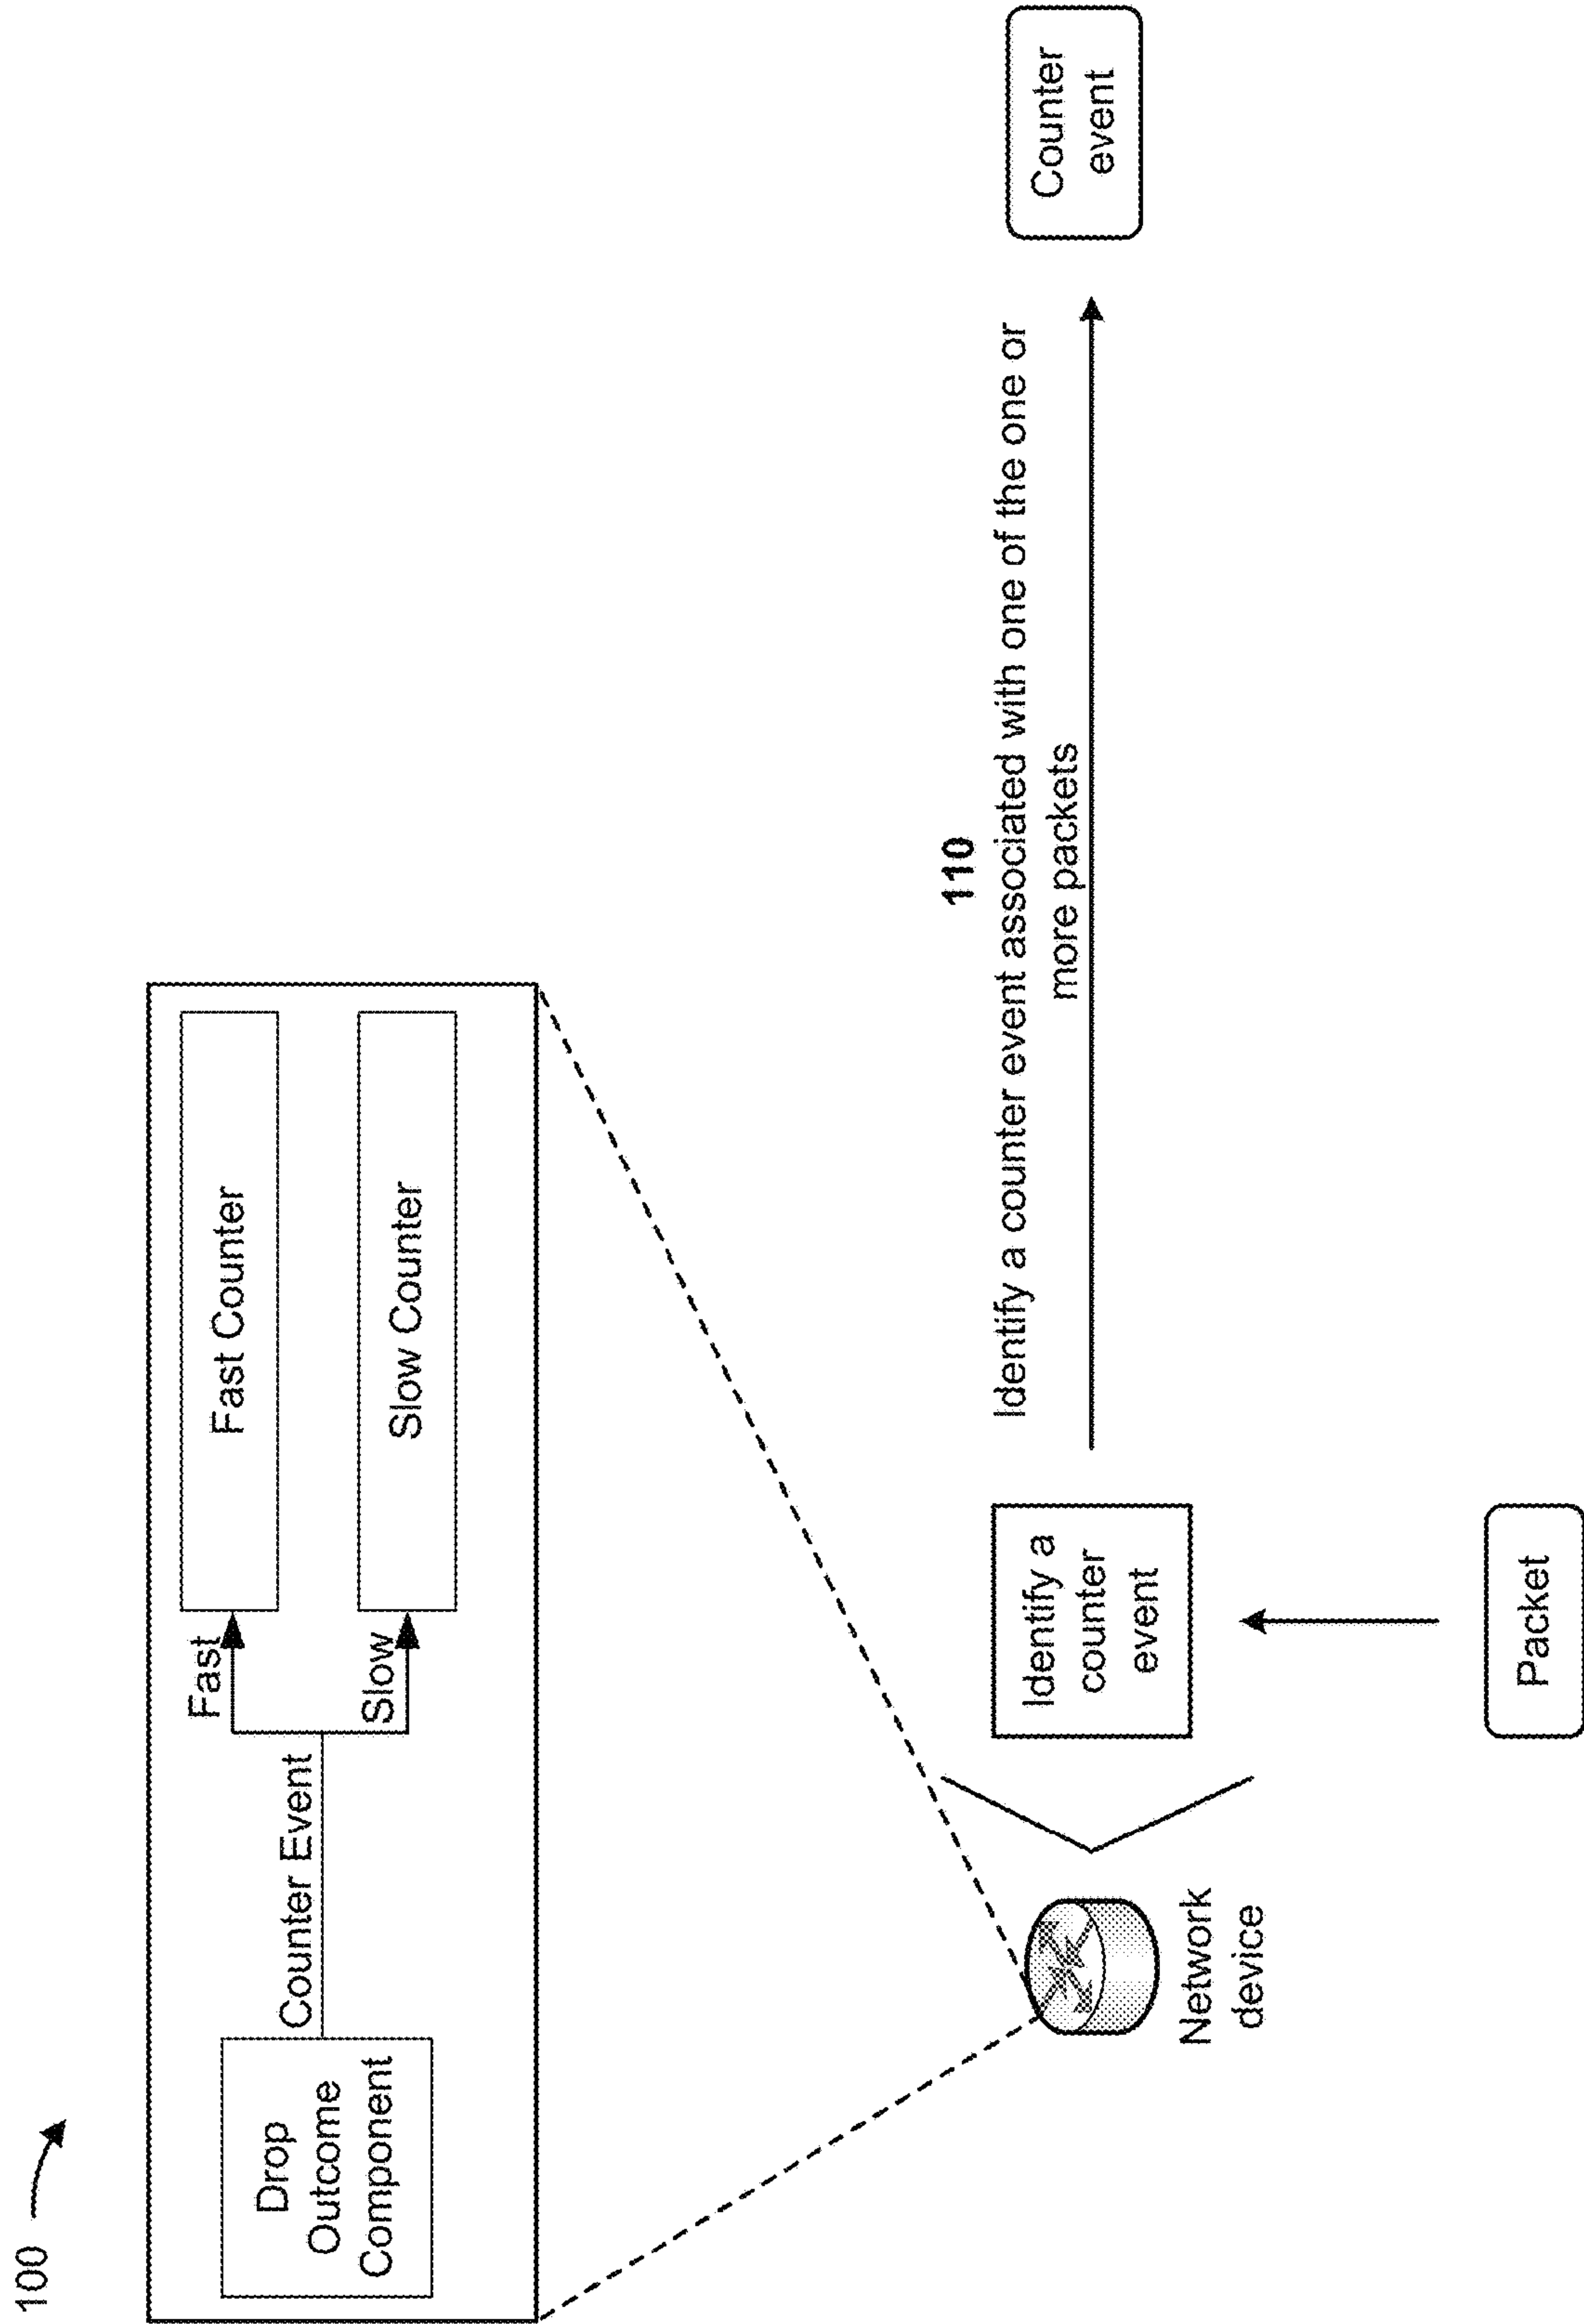 100
Drop
Outcome
Component
Counter Event
Fast
Slow
Fast Counter
Slow Counter
Network
device
Identify a
counter
event
Packet
110
Identify a counter event associated with one of the one or
more packets
Counter
event